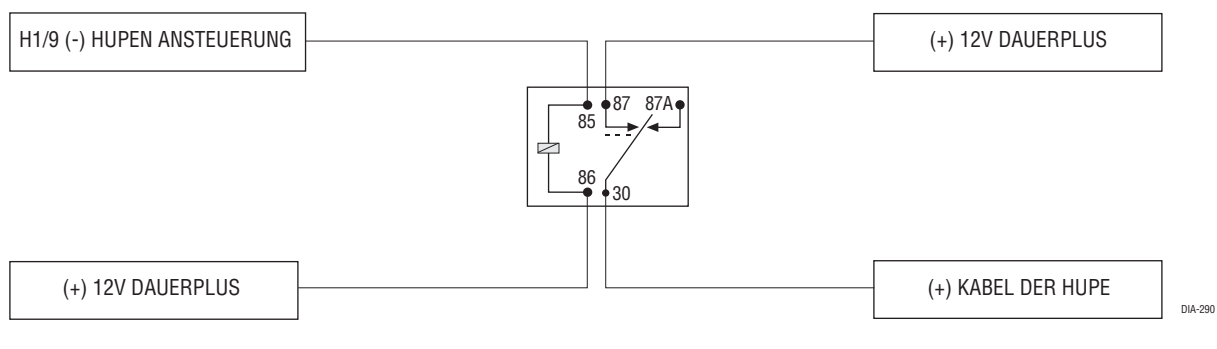 H1/9 (-) HUPEN ANSTEUERUNG
(+) 12V DAUERPLUS
87 87A
85
86
30
(+) 12V DAUERPLUS
(+) KABEL DER HUPE
DIA-290